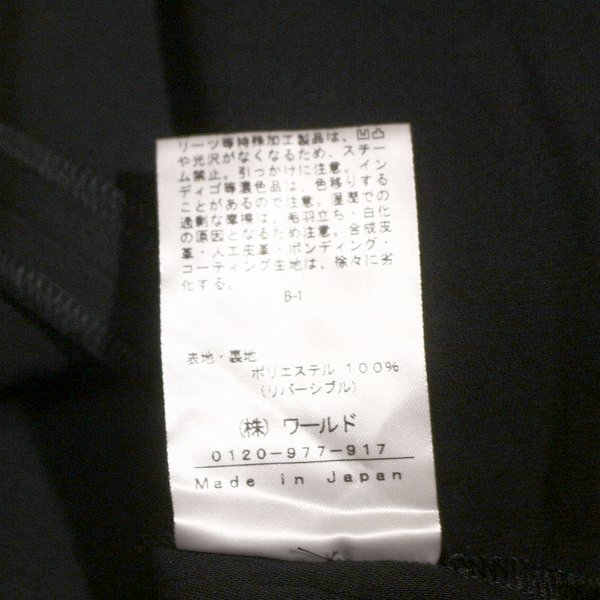 リーツ等特殊加工製品は、凹凸
や光沢がなくなるため、スチー
ム禁止。引っかけに注意。イン
ディゴ等濃色品は、色移りする
ことがあるので注意。湿潤での
過剰な摩擦は、毛羽立ち・白化
の原因となるため注意。合成皮
革・人工皮革・ボンディング・
コーティング生地は、徐々に劣
化する。
B-1
表地・裏地
ポリエステル 100%
(リバーシブル)
(株) ワールド
0120-977-917
Made in Japan